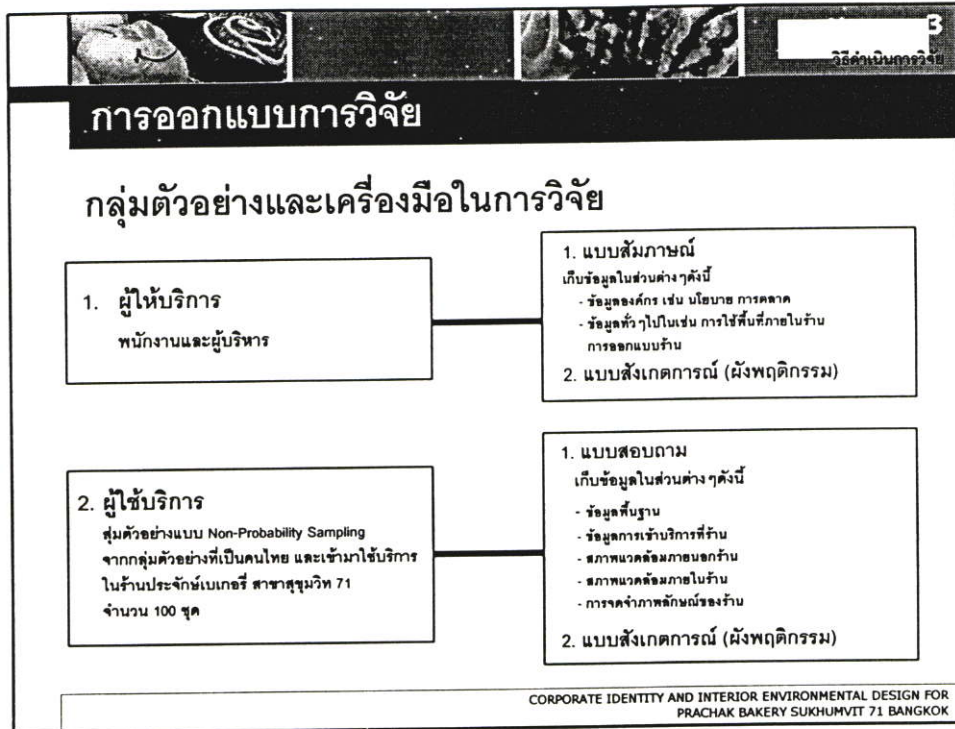 3
วิธีดำเนินการวิจัย
การออกแบบการวิจัย
กลุ่มตัวอย่างและเครื่องมือในการวิจัย
1. ผู้ให้บริการ
พนักงานและผู้บริหาร
1. แบบสัมภาษณ์
เก็บข้อมูลในส่วนต่างๆดังนี้
- ข้อมูลองค์กร เช่น นโยบาย การตลาด
- ข้อมูลทั่วๆไปในเช่น การใช้พื้นที่ภายในร้าน
การออกแบบร้าน
2. แบบสังเกตการณ์ (ผังพฤติกรรม)
2. ผู้ใช้บริการ
สุ่มตัวอย่างแบบ Non-Probability Sampling
จากกลุ่มตัวอย่างที่เป็นคนไทย และเข้ามาใช้บริการ
ในร้านประจักษ์เบเกอรี่ สาขาสุขุมวิท 71
จำนวน 100 ชุด
1. แบบสอบถาม
เก็บข้อมูลในส่วนต่างๆดังนี้
- ข้อมูลพื้นฐาน
- ข้อมูลการเข้าบริการที่ร้าน
- สภาพแวดล้อมภายนอกร้าน
- สภาพแวดล้อมภายในร้าน
- การจดจำภาพลักษณ์ของร้าน
2. แบบสังเกตการณ์ (ผังพฤติกรรม)
CORPORATE IDENTITY AND INTERIOR ENVIRONMENTAL DESIGN FOR
PRACHAK BAKERY SUKHUMVIT 71 BANGKOK